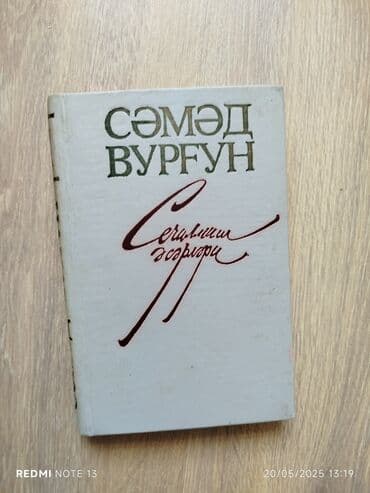 СӘМӘД
ВУРҒУН
Сечилмиш
әсәрләри
REDMI NOTE 13
20/05/2025 13:19